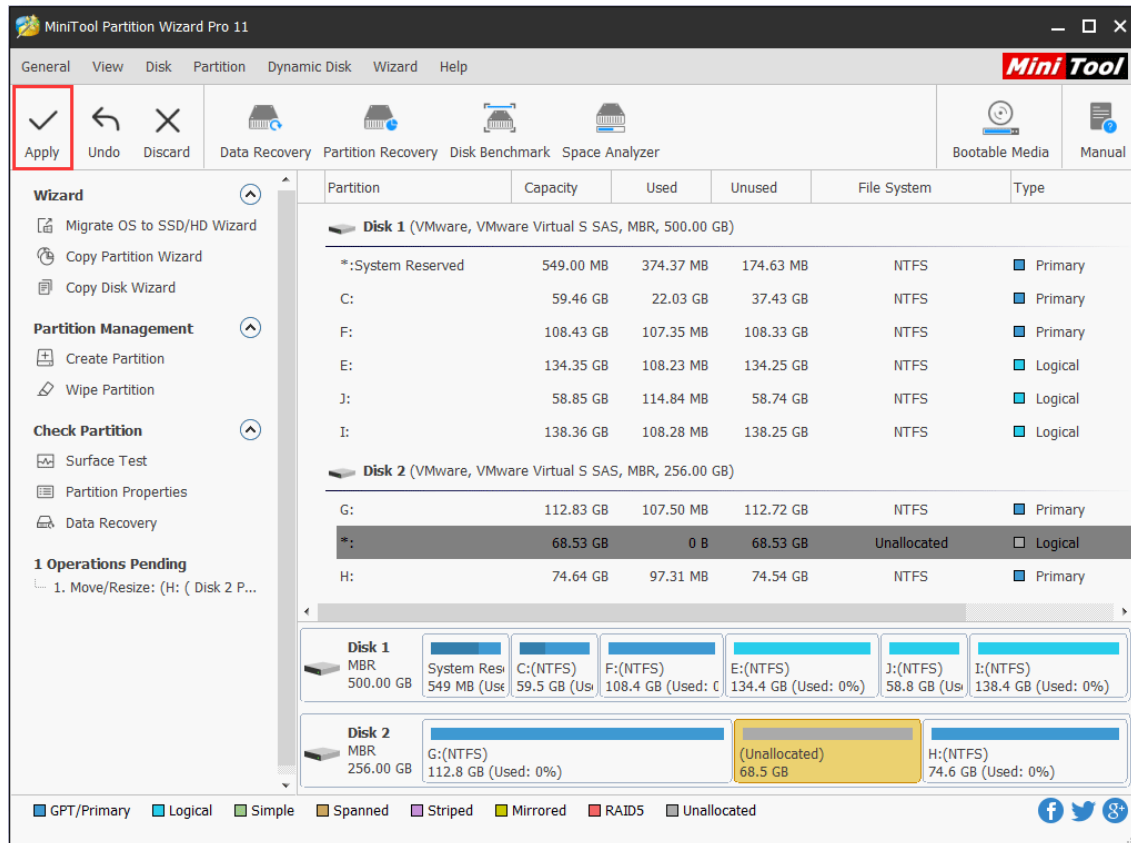 MiniTool Partition Wizard Pro 11
General View Disk Partition Dynamic Disk Wizard Help
Mini Tool
Apply Undo Discard Data Recovery Partition Recovery Disk Benchmark Space Analyzer Bootable Media Manual
Wizard
Migrate OS to SSD/HD Wizard
Copy Partition Wizard
Copy Disk Wizard
Partition Management
Create Partition
Wipe Partition
Check Partition
Surface Test
Partition Properties
Data Recovery
1 Operations Pending
1. Move/Resize: (H: ( Disk 2 P...
Partition Capacity Used Unused File System Type
Disk 1 (VMware, VMware Virtual S SAS, MBR, 500.00 GB)
*:System Reserved 549.00 MB 374.37 MB 174.63 MB NTFS Primary
C: 59.46 GB 22.03 GB 37.43 GB NTFS Primary
F: 108.43 GB 107.35 MB 108.33 GB NTFS Primary
E: 134.35 GB 108.23 MB 134.25 GB NTFS Logical
J: 58.85 GB 114.84 MB 58.74 GB NTFS Logical
I: 138.36 GB 108.28 MB 138.25 GB NTFS Logical
Disk 2 (VMware, VMware Virtual S SAS, MBR, 256.00 GB)
G: 112.83 GB 107.50 MB 112.72 GB NTFS Primary
*: 68.53 GB 0 B 68.53 GB Unallocated Logical
H: 74.64 GB 97.31 MB 74.54 GB NTFS Primary
Disk 1
MBR
500.00 GB
System Res
549 MB (Use
C:(NTFS)
59.5 GB (Us
F:(NTFS)
108.4 GB (Used: 
E:(NTFS)
134.4 GB (Used: 0%)
J:(NTFS)
58.8 GB (Us
I:(NTFS)
138.4 GB (Used: 0%)
Disk 2
MBR
256.00 GB
G:(NTFS)
112.8 GB (Used: 0%)
(Unallocated)
68.5 GB
H:(NTFS)
74.6 GB (Used: 0%)
GPT/Primary Logical Simple Spanned Striped Mirrored RAID5 Unallocated
f g+